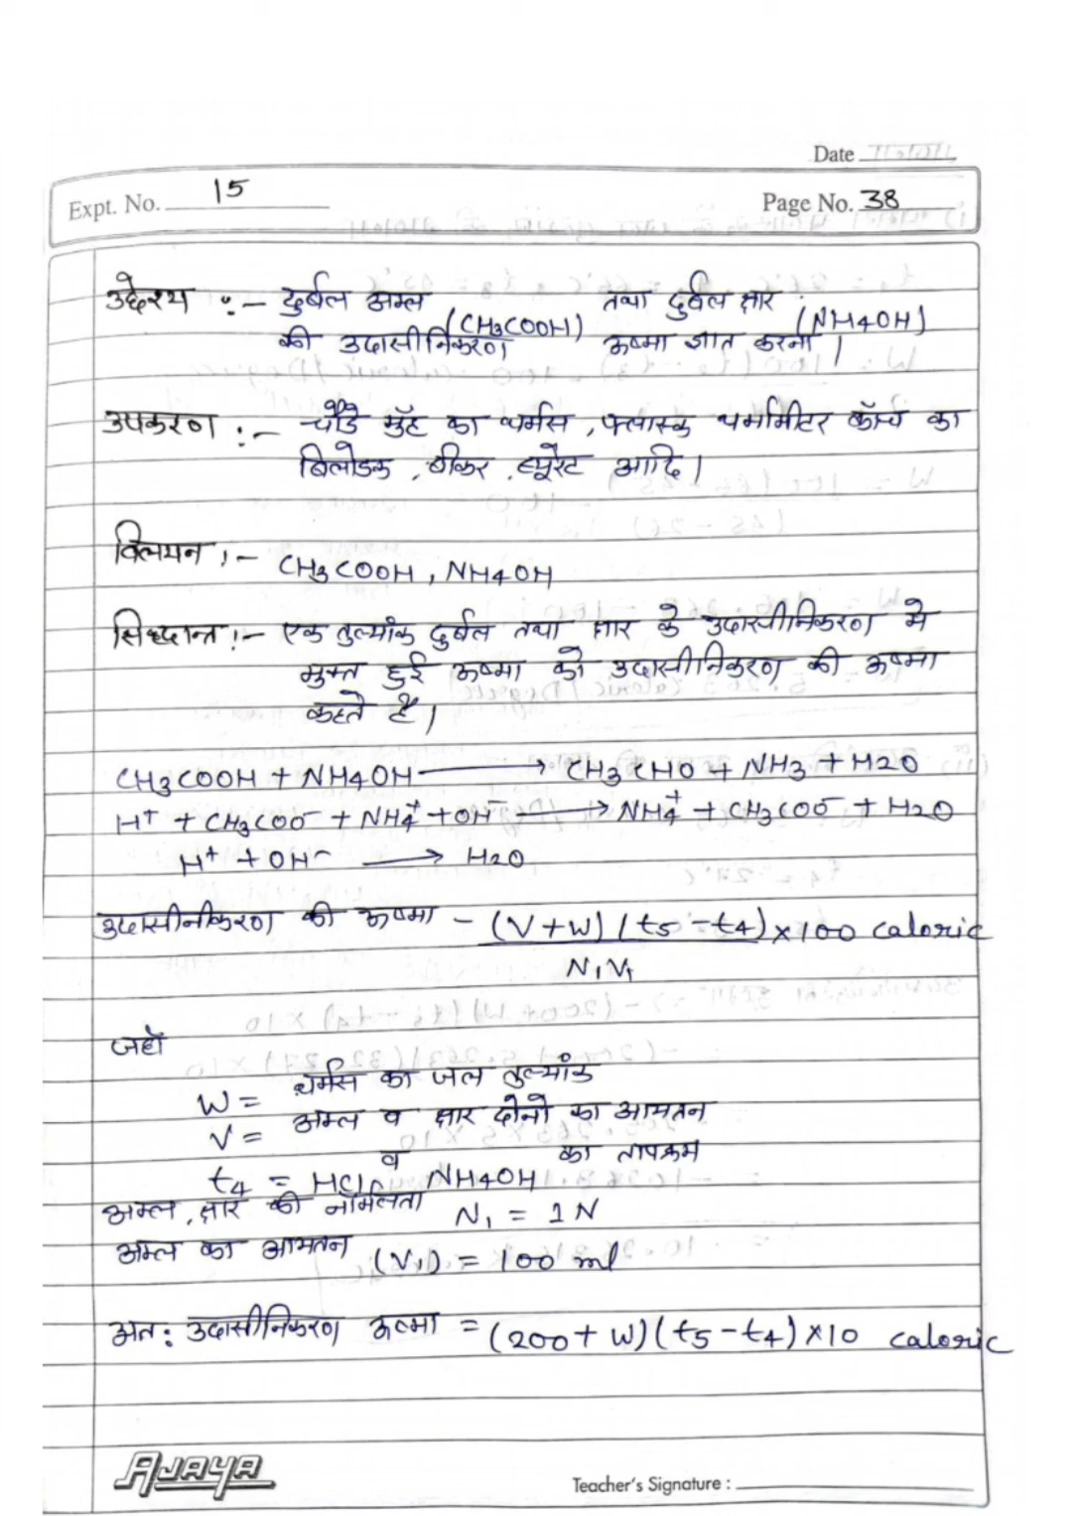 Date
Expt. No. 15
Page No. 38
उद्देश्य :- दुर्बल अम्ल (CH3COOH) तथा दुर्बल क्षार (NH4OH)
की उदासीनिकरण ऊष्मा ज्ञात करना।
उपकरण :- चौडे मुँह का थर्मस, फ्लास्क थर्मामिटर काँच का
बिलोडक, बीकर, ब्यूरेट आदि।
विलयन :- CH3COOH, NH4OH
सिध्दान्त :- एक तुल्यांक दुर्बल तथा क्षार के उदासीनिकरण मे
मुक्त हुई ऊष्मा को उदासीनिकरण की ऊष्मा
कहते है।
CH3COOH + NH4OH ⟶ CH3CHO + NH3 + H2O
H+ + CH3COO- + NH4+ + OH- ⟶ NH4+ + CH3COO- + H2O
H+ + OH- ⟶ H2O
उदासीनीकरण की ऊष्मा - (V+W) (t5 - t4) × 100 caloric
N1V1
जहाँ
W = थर्मस का जल तुल्यांक
V = अम्ल व क्षार दोनो का आयतन
t4 = HCl व NH4OH का तापक्रम
अम्ल, क्षार की नॉर्मलता N1 = 1N
अम्ल का आयतन (V1) = 100 ml
अत: उदासीनिकरण ऊष्मा = (200 + W) (t5 - t4) × 10 caloric
AJAYA
Teacher's Signature :